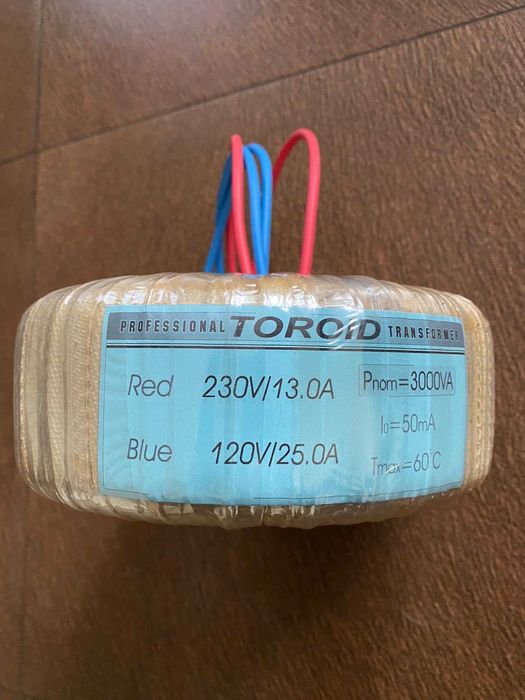 PROFESSIONAL TOROID TRANSFORMER
Red 230V/13.0A Pnom=3000VA
I₀=50mA
Blue 120V/25.0A
Tmax=60°C